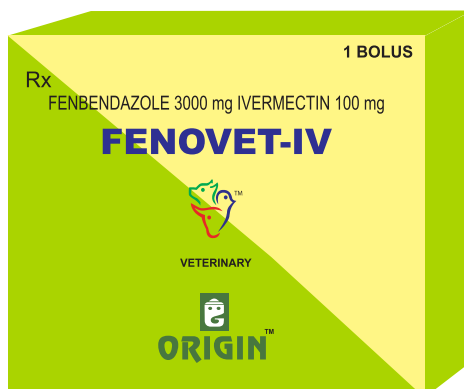 1 BOLUS
Rx
FENBENDAZOLE 3000 mg IVERMECTIN 100 mg
FENOVET-IV
TM
VETERINARY
ORIGIN TM